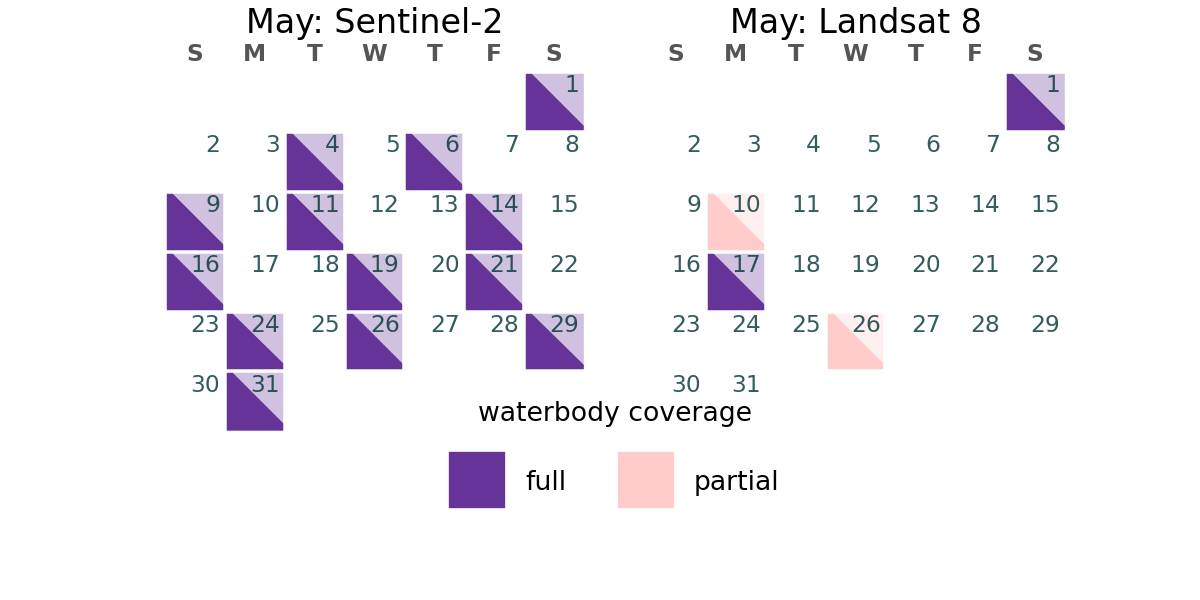 May: Sentinel-2
S M T W T F S
1
2 3 4 5 6 7 8
9 10 11 12 13 14 15
16 17 18 19 20 21 22
23 24 25 26 27 28 29
30 31
May: Landsat 8
S M T W T F S
1
2 3 4 5 6 7 8
9 10 11 12 13 14 15
16 17 18 19 20 21 22
23 24 25 26 27 28 29
30 31
waterbody coverage
full partial